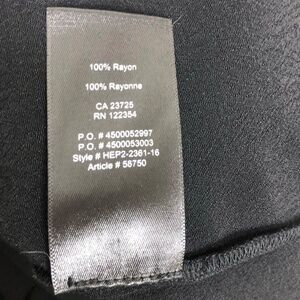 100% Rayon
100% Rayonne
CA 23725
RN 122354
P.O. # 4500052997
P.O. # 4500053003
Style # HEP2-2361-16
Article # 58750